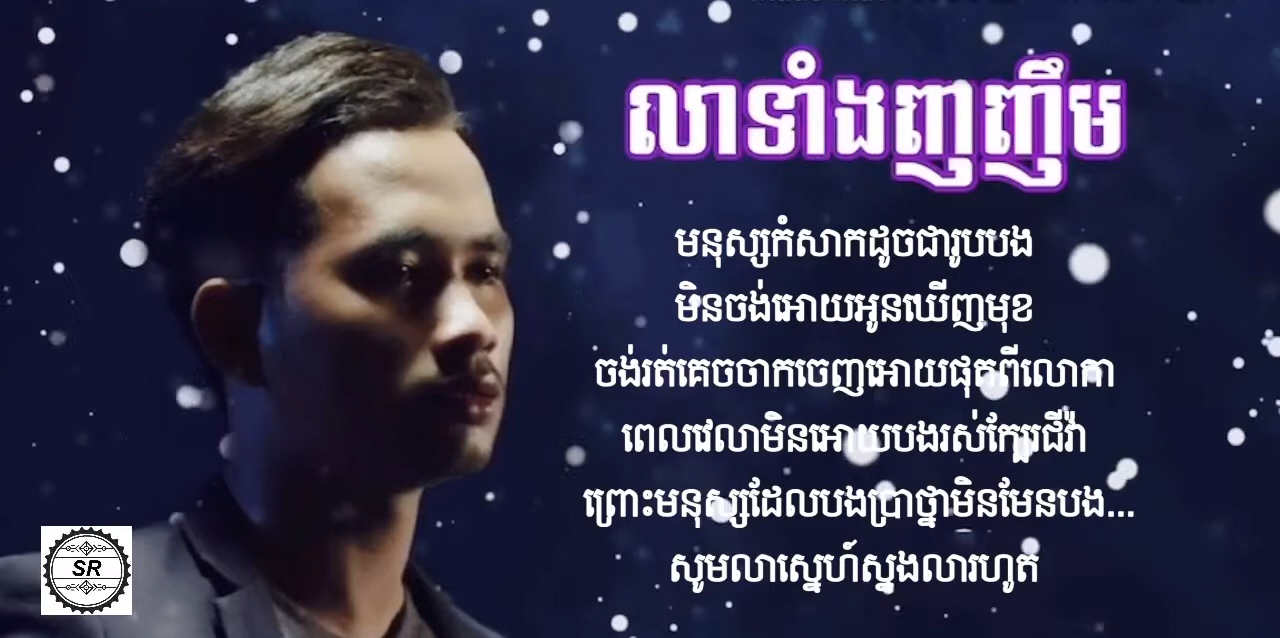 លាទាំងញញឹម
មនុស្សកំសាកដូចជារូបបង
មិនចង់អោយអូនឃើញមុខ
ចង់រត់គេចចាកចេញអោយផុតពីលោកា
ពេលវេលាមិនអោយបងរស់ក្បែរជីវ៉ា
ព្រោះមនុស្សដែលបងប្រាថ្នាមិនមែនបង...
សូមលាស្នេហ៍ស្នងលារហូត
SR